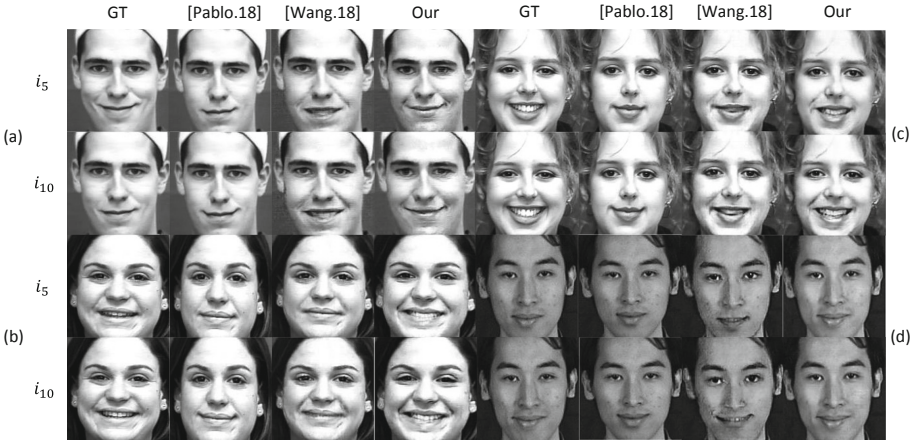 GT [Pablo.18] [Wang.18] Our GT [Pablo.18] [Wang.18] Our
i5
(a) (c)
i10
i5
(b) (d)
i10